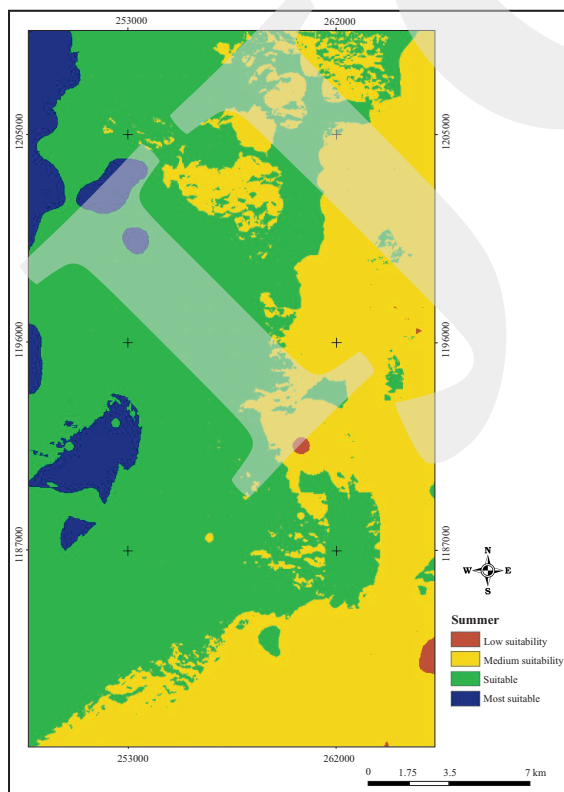 253000 262000
1205000 1205000
1196000 1196000
1187000 1187000
N
W E
S
Summer
Low suitability
Medium suitability
Suitable
Most suitable
253000 262000
0 1.75 3.5 7 km